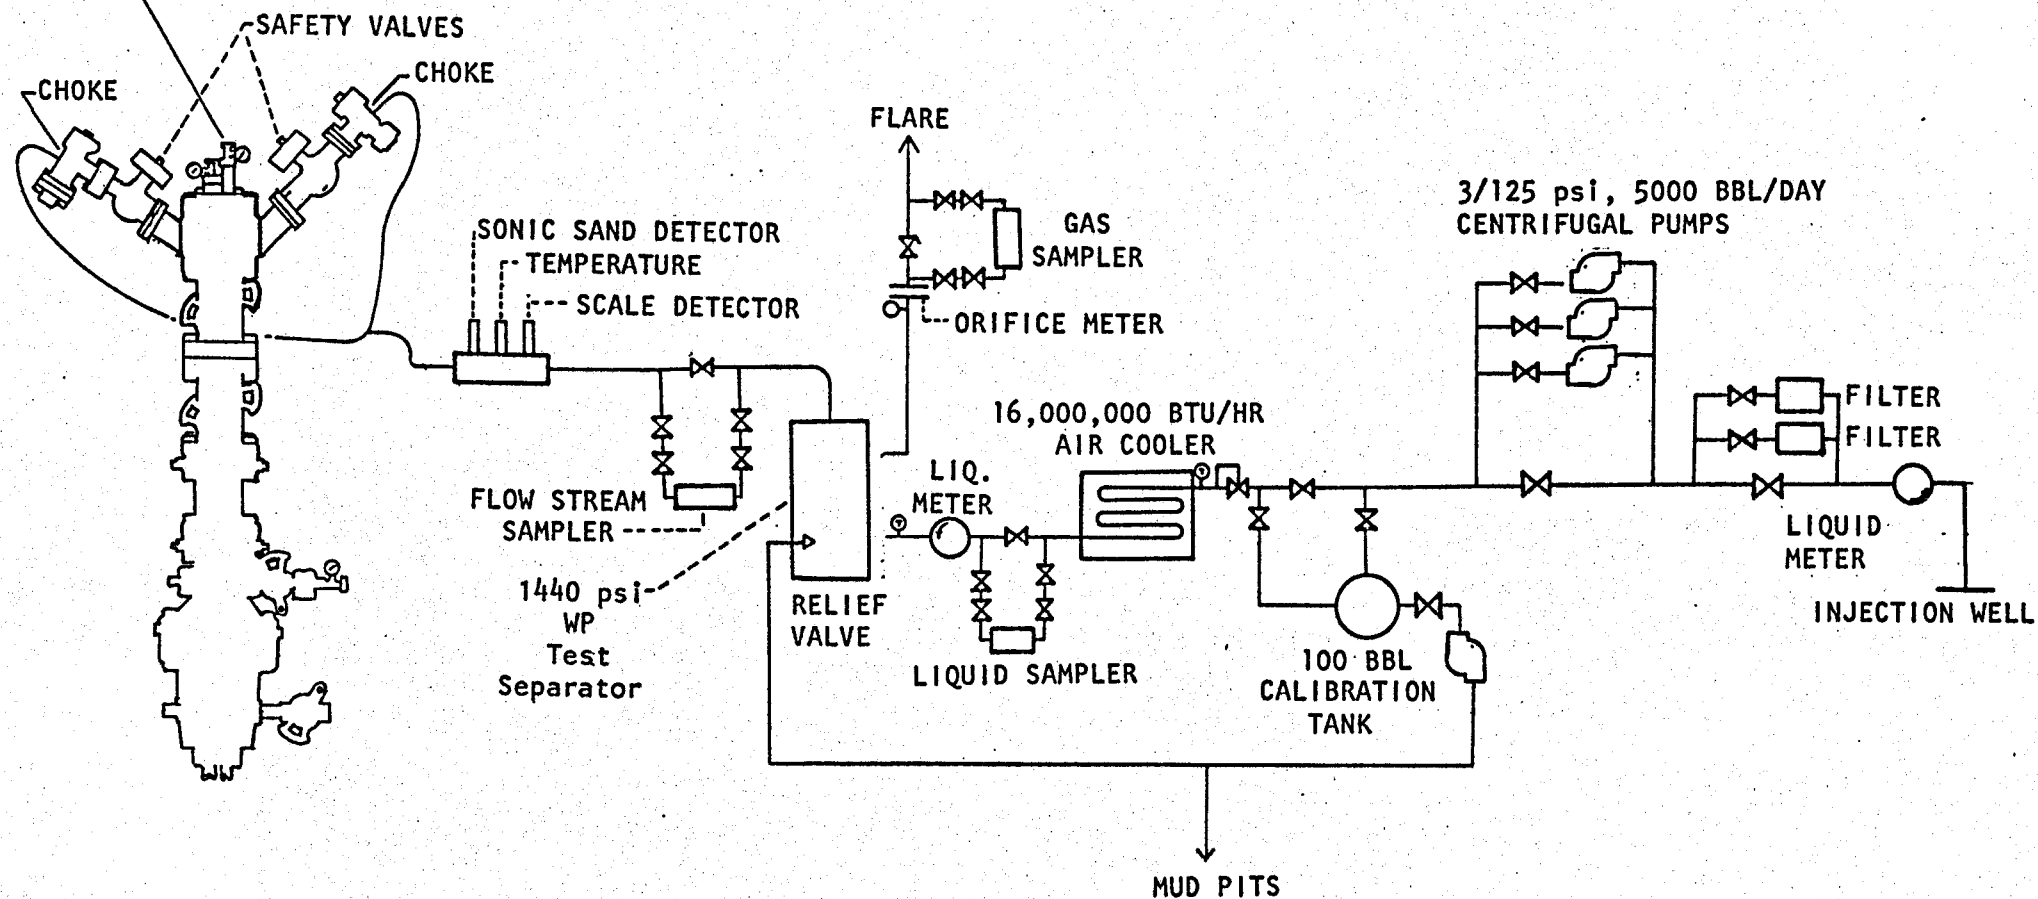 SAFETY VALVES
CHOKE
CHOKE
FLARE
SONIC SAND DETECTOR
TEMPERATURE
SCALE DETECTOR
GAS
SAMPLER
ORIFICE METER
3/125 psi, 5000 BBL/DAY
CENTRIFUGAL PUMPS
16,000,000 BTU/HR
AIR COOLER
FILTER
FILTER
LIQ.
METER
FLOW STREAM
SAMPLER
1440 psi
WP
Test
Separator
RELIEF
VALVE
LIQUID SAMPLER
100 BBL
CALIBRATION
TANK
LIQUID
METER
INJECTION WELL
MUD PITS